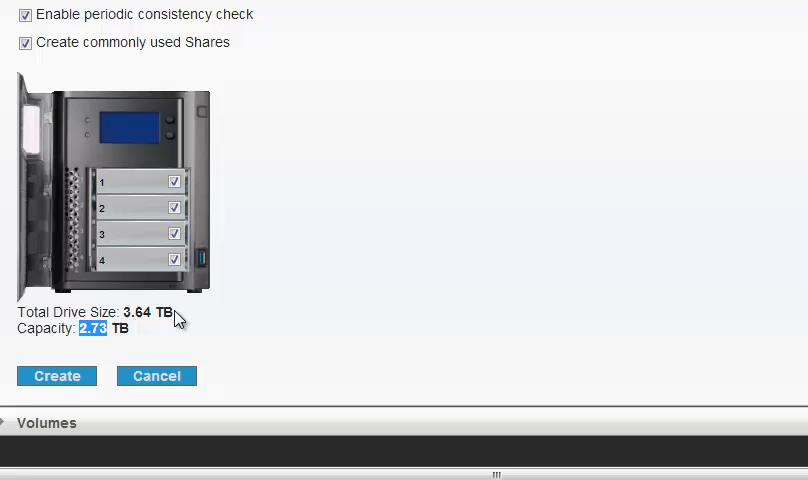 Enable periodic consistency check
Create commonly used Shares
1
2
3
4
Total Drive Size: 3.64 TB
Capacity: 2.73 TB
Create Cancel
Volumes